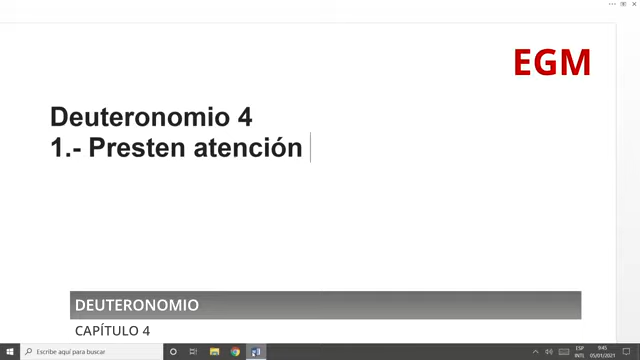 EGM
Deuteronomio 4
1.- Presten atención
DEUTERONOMIO
CAPÍTULO 4
Escribe aquí para buscar
ESP
INTL
9:45
05/01/2021